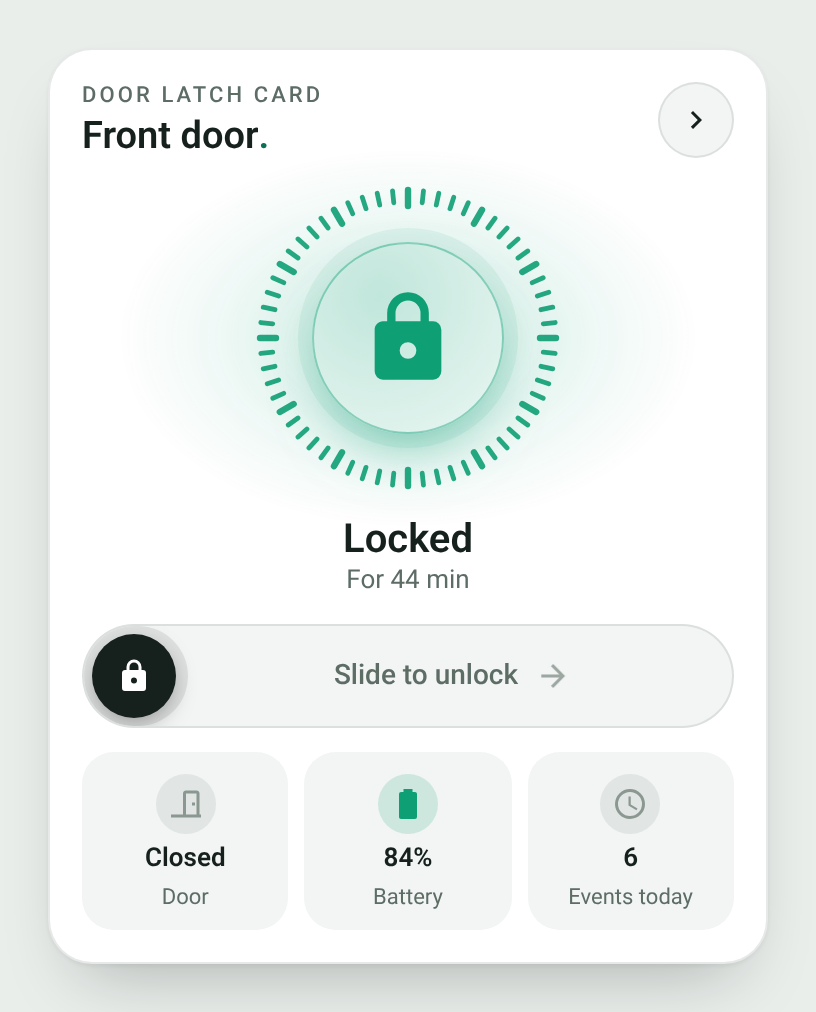 DOOR LATCH CARD
Front door.
Locked
For 44 min
Slide to unlock
Closed
Door
84%
Battery
6
Events today